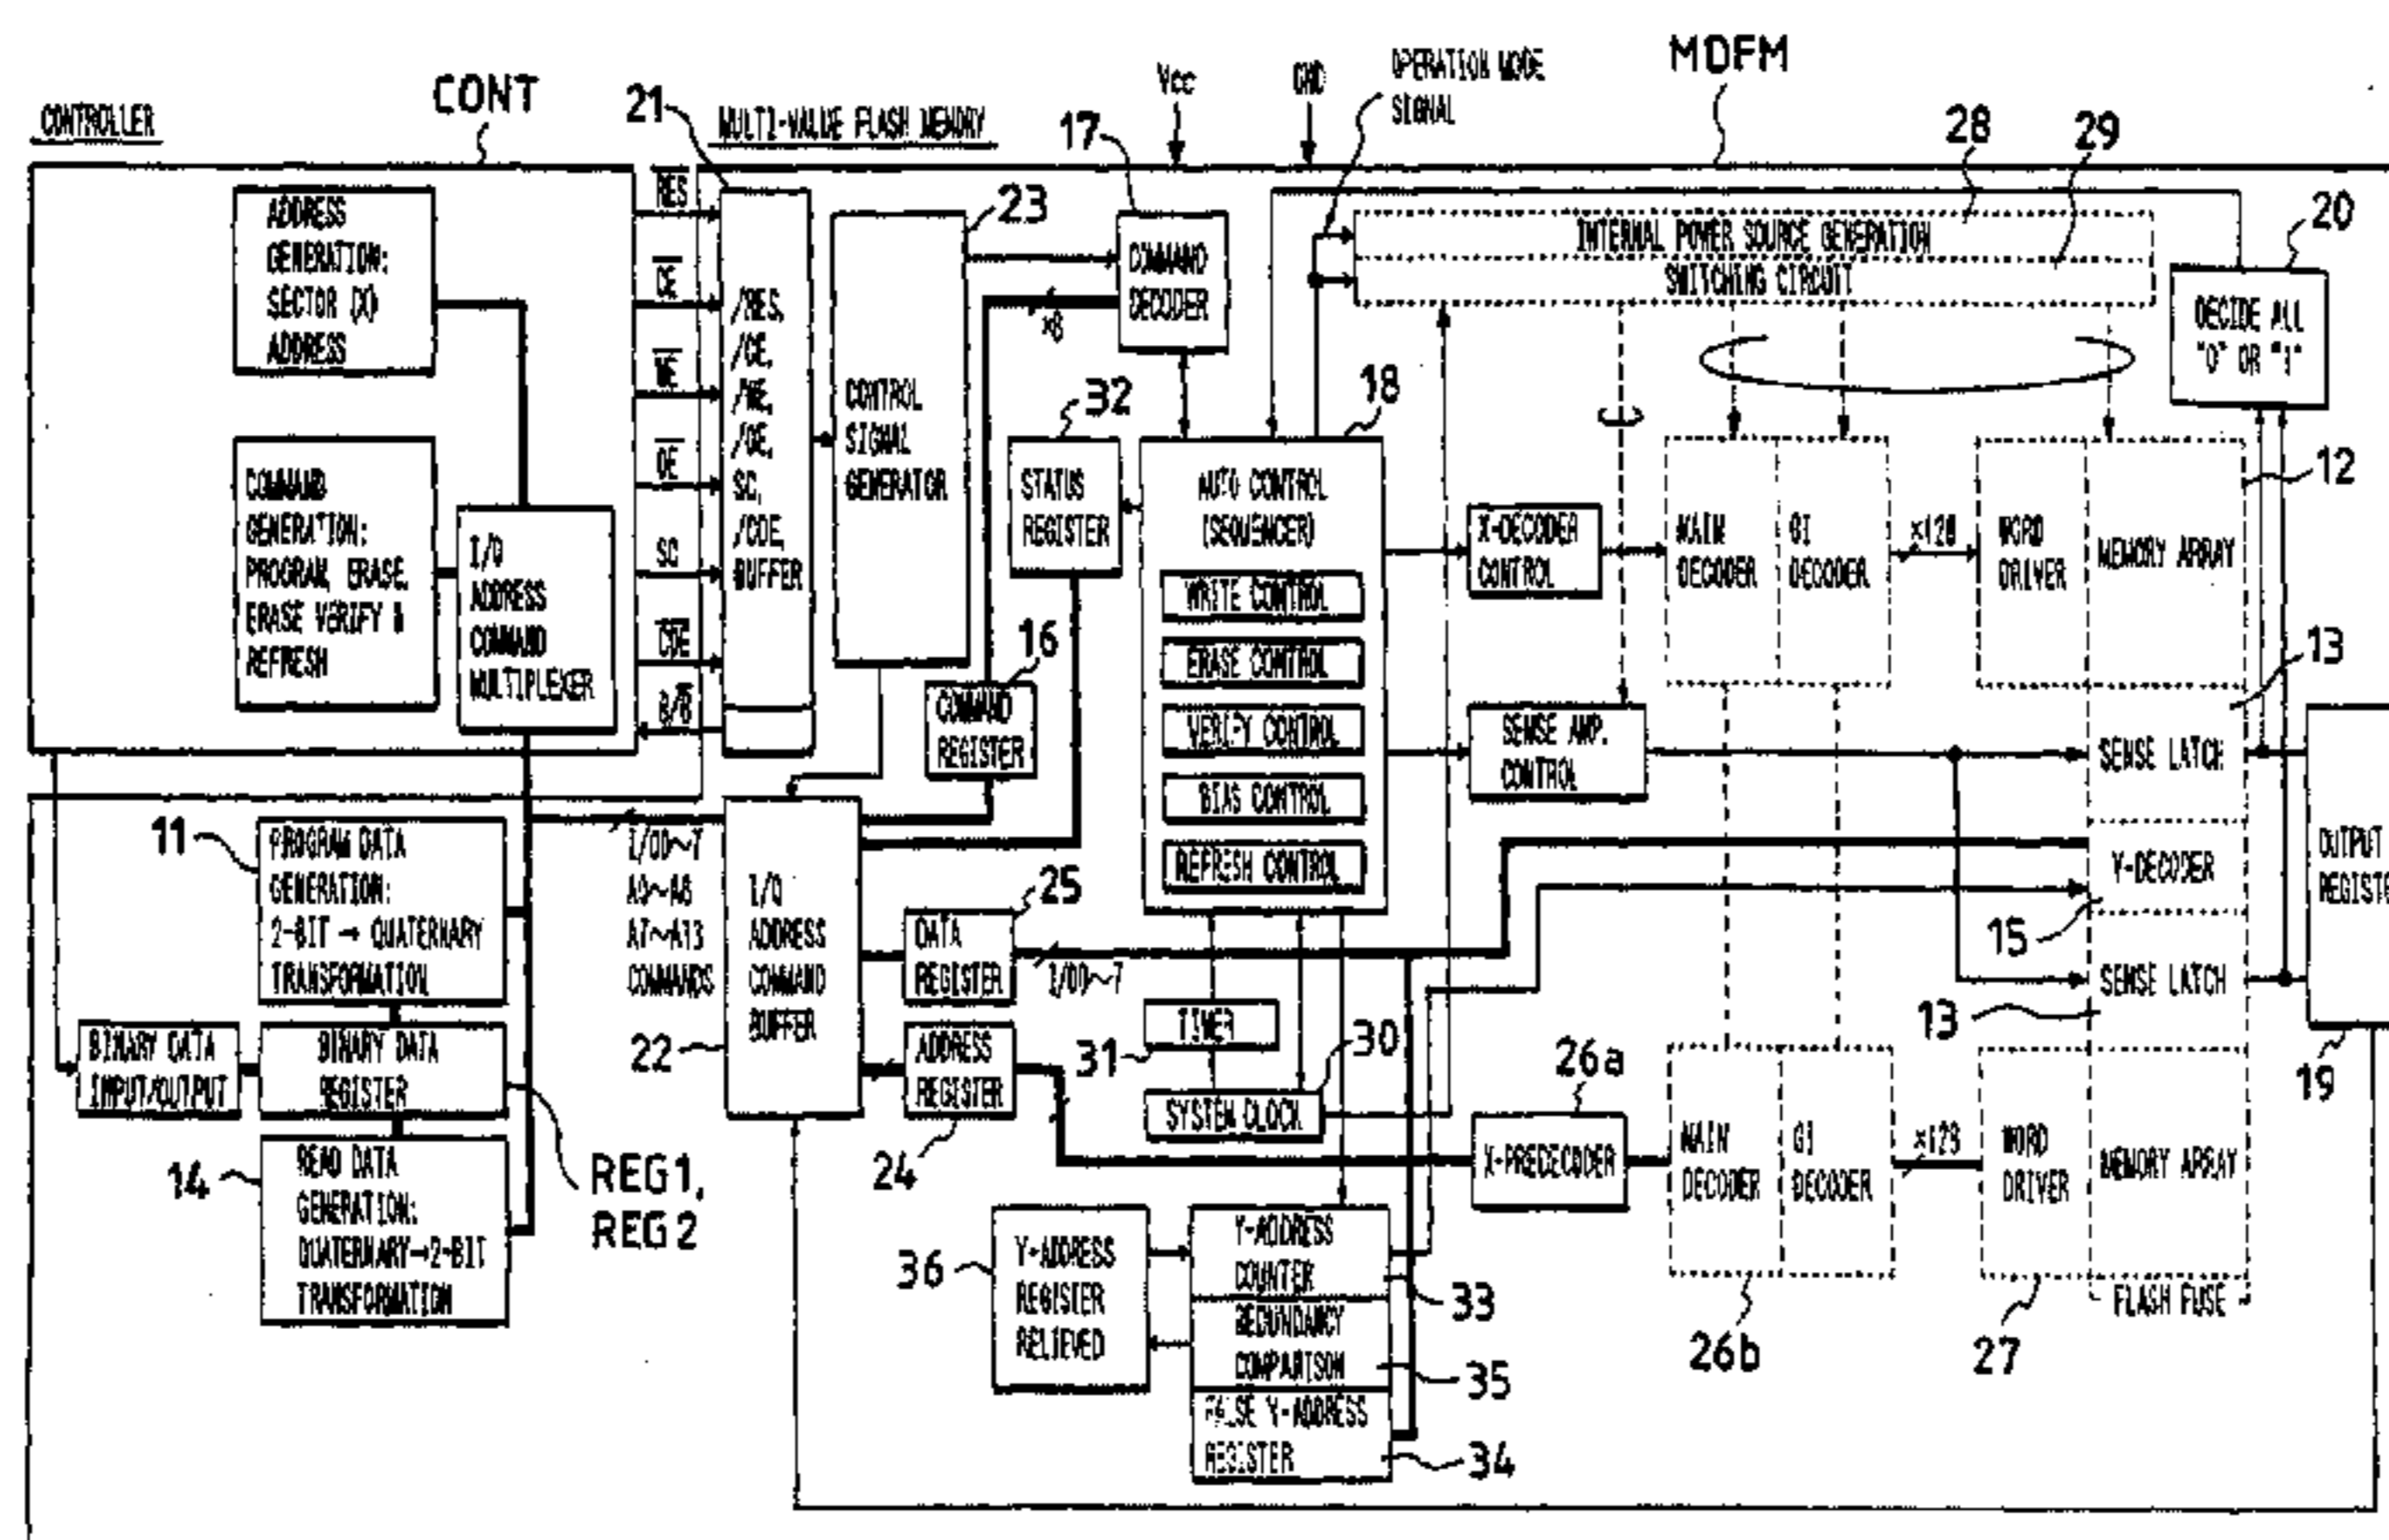 CONTROLLER
CONT
21
MULTI-VALUE FLASH MEMORY
17
Vcc
GND
OPERATION MODE
SIGNAL
MDFM
28
29
20
ADDRESS
GENERATION:
SECTOR (X)
ADDRESS
COMMAND
GENERATION:
PROGRAM, ERASE,
ERASE VERIFY &
REFRESH
I/O
ADDRESS
COMMAND
MULTIPLEXER
RES
CE
WE
OE
SC
CDE
R/B
/RES,
/CE,
/WE,
/OE,
SC,
/CDE,
BUFFER
23
CONTROL
SIGNAL
GENERATOR
COMMAND
DECODER
×8
32
STATUS
REGISTER
16
COMMAND
REGISTER
18
AUTO CONTROL
(SEQUENCER)
WRITE CONTROL
ERASE CONTROL
VERIFY CONTROL
BIAS CONTROL
REFRESH CONTROL
INTERNAL POWER SOURCE GENERATION
SWITCHING CIRCUIT
DECIDE ALL
"0" OR "1"
X-DECODER
CONTROL
MAIN
DECODER
GI
DECODER
×128
WORD
DRIVER
MEMORY ARRAY
12
13
SENSE AMP.
CONTROL
SENSE LATCH
Y-DECODER
15
SENSE LATCH
13
OUTPUT
REGISTE
19
11
PROGRAM DATA
GENERATION:
2-BIT → QUATERNARY
TRANSFORMATION
BINARY DATA
INPUT/OUTPUT
BINARY DATA
REGISTER
14
READ DATA
GENERATION:
QUATERNARY→2-BIT
TRANSFORMATION
REG1,
REG2
I/O0~7
A7~A13
COMMANDS
I/O
ADDRESS
COMMAND
BUFFER
22
25
DATA
REGISTER
I/O0~7
ADDRESS
REGISTER
24
TIMER
31
30
SYSTEM CLOCK
26a
X-PREDECODER
MAIN
DECODER
GI
DECODER
×128
WORD
DRIVER
MEMORY ARRAY
FLASH FUSE
26b
27
36
Y-ADDRESS
REGISTER
RELIEVED
Y-ADDRESS
COUNTER
33
REDUNDANCY
COMPARISON
35
FALSE Y-ADDRESS
REGISTER
34